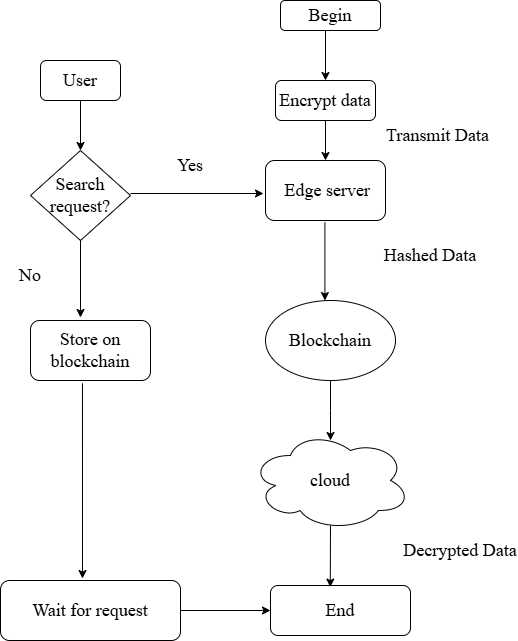 Begin
User
Encrypt data
Transmit Data
Yes
Search
request?
Edge server
Hashed Data
No
Store on
blockchain
Blockchain
cloud
Decrypted Data
Wait for request
End